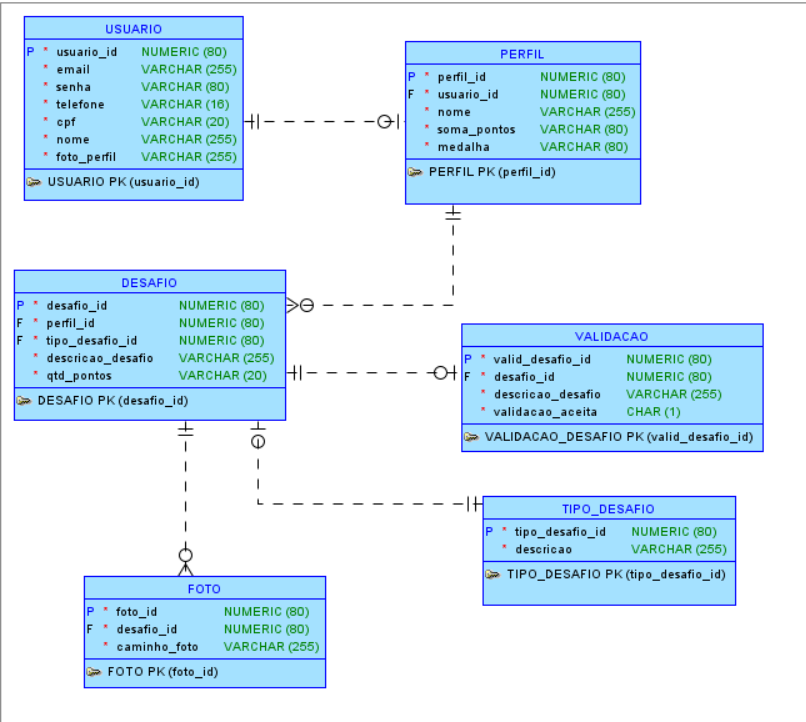 USUARIO
P * usuario_id NUMERIC (80)
* email VARCHAR (255)
* senha VARCHAR (80)
* telefone VARCHAR (16)
* cpf VARCHAR (20)
* nome VARCHAR (255)
* foto_perfil VARCHAR (255)
USUARIO PK (usuario_id)
PERFIL
P * perfil_id NUMERIC (80)
F * usuario_id NUMERIC (80)
* nome VARCHAR (255)
* soma_pontos VARCHAR (80)
* medalha VARCHAR (80)
PERFIL PK (perfil_id)
DESAFIO
P * desafio_id NUMERIC (80)
F * perfil_id NUMERIC (80)
F * tipo_desafio_id NUMERIC (80)
* descricao_desafio VARCHAR (255)
* qtd_pontos VARCHAR (20)
DESAFIO PK (desafio_id)
VALIDACAO
P * valid_desafio_id NUMERIC (80)
F * desafio_id NUMERIC (80)
* descricao_desafio VARCHAR (255)
* validacao_aceita CHAR (1)
VALIDACAO_DESAFIO PK (valid_desafio_id)
TIPO_DESAFIO
P * tipo_desafio_id NUMERIC (80)
* descricao VARCHAR (255)
TIPO_DESAFIO PK (tipo_desafio_id)
FOTO
P * foto_id NUMERIC (80)
F * desafio_id NUMERIC (80)
* caminho_foto VARCHAR (255)
FOTO PK (foto_id)